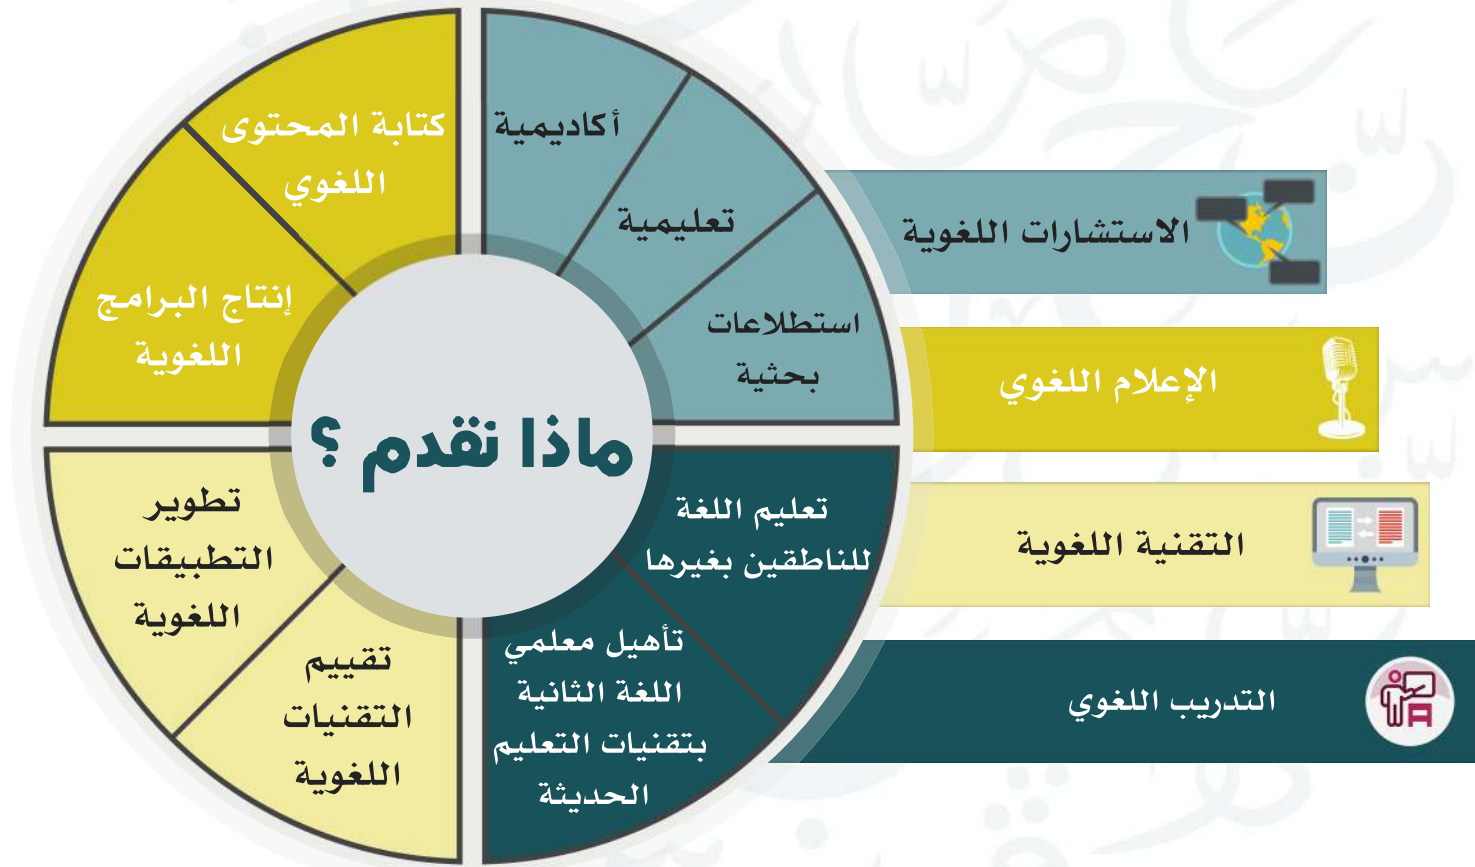 ماذا نقدم ؟
الاستشارات اللغوية
أكاديمية
تعليمية
استطلاعات
بحثية
الإعلام اللغوي
كتابة المحتوى
اللغوي
إنتاج البرامج
اللغوية
التقنية اللغوية
تطوير
التطبيقات
اللغوية
تقييم
التقنيات
اللغوية
التدريب اللغوي
تعليم اللغة
للناطقين بغيرها
تأهيل معلمي
اللغة الثانية
بتقنيات التعليم
الحديثة